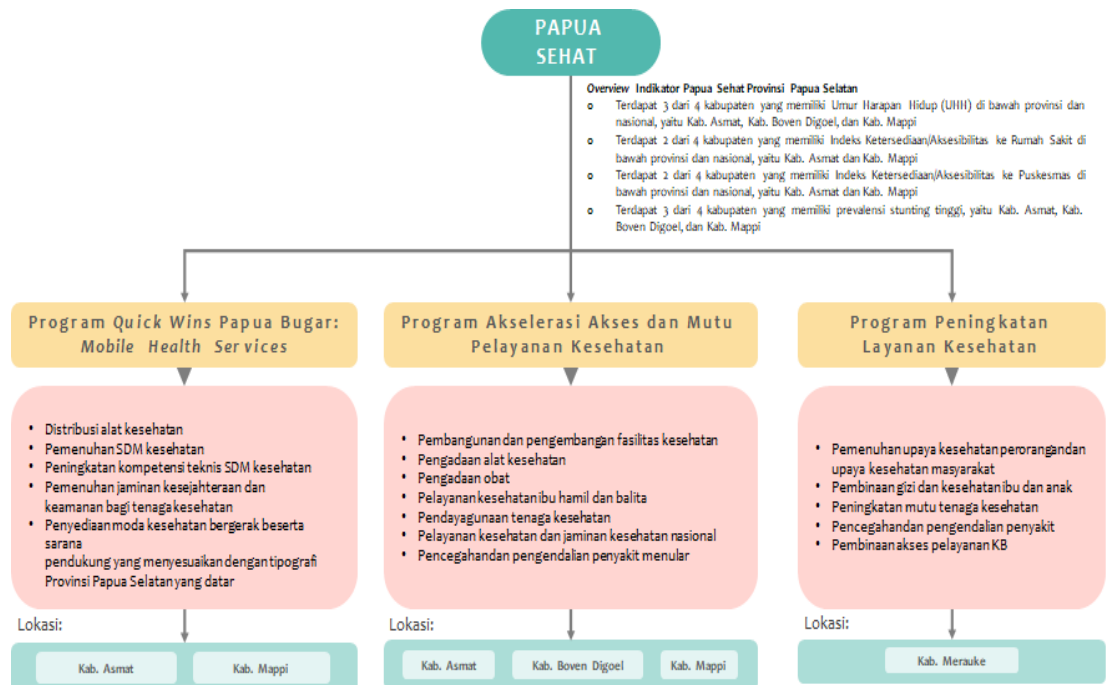 PAPUA
SEHAT
Overview Indikator Papua Sehat Provinsi Papua Selatan
o Terdapat 3 dari 4 kabupaten yang memiliki Umur Harapan Hidup (UHH) di bawah provinsi dan
nasional, yaitu Kab. Asmat, Kab. Boven Digoel, dan Kab. Mappi
o Terdapat 2 dari 4 kabupaten yang memiliki Indeks Ketersediaan/Aksesibilitas ke Rumah Sakit di
bawah provinsi dan nasional, yaitu Kab. Asmat dan Kab. Mappi
o Terdapat 2 dari 4 kabupaten yang memiliki Indeks Ketersediaan/Aksesibilitas ke Puskesmas di
bawah provinsi dan nasional, yaitu Kab. Asmat dan Kab. Mappi
o Terdapat 3 dari 4 kabupaten yang memiliki prevalensi stunting tinggi, yaitu Kab. Asmat, Kab.
Boven Digoel, dan Kab. Mappi
Program Quick Wins Papua Bugar:
Mobile Health Services
• Distribusi alat kesehatan
• Pemenuhan SDM kesehatan
• Peningkatan kompetensi teknis SDM kesehatan
• Pemenuhan jaminan kesejahteraan dan
keamanan bagi tenaga kesehatan
• Penyediaan moda kesehatan bergerak beserta
sarana
pendukung yang menyesuaikan dengan tipografi
Provinsi Papua Selatan yang datar
Lokasi:
Kab. Asmat
Kab. Mappi
Program Akselerasi Akses dan Mutu
Pelayanan Kesehatan
• Pembangunan dan pengembangan fasilitas kesehatan
• Pengadaan alat kesehatan
• Pengadaan obat
• Pelayanan kesehatan ibu hamil dan balita
• Pendayagunaan tenaga kesehatan
• Pelayanan kesehatan dan jaminan kesehatan nasional
• Pencegahan dan pengendalian penyakit menular
Lokasi:
Kab. Asmat
Kab. Boven Digoel
Kab. Mappi
Program Peningkatan
Layanan Kesehatan
• Pemenuhan upaya kesehatan perorangan dan
upaya kesehatan masyarakat
• Pembinaan gizi dan kesehatan ibu dan anak
• Peningkatan mutu tenaga kesehatan
• Pencegahan dan pengendalian penyakit
• Pembinaan akses pelayanan KB
Lokasi:
Kab. Merauke